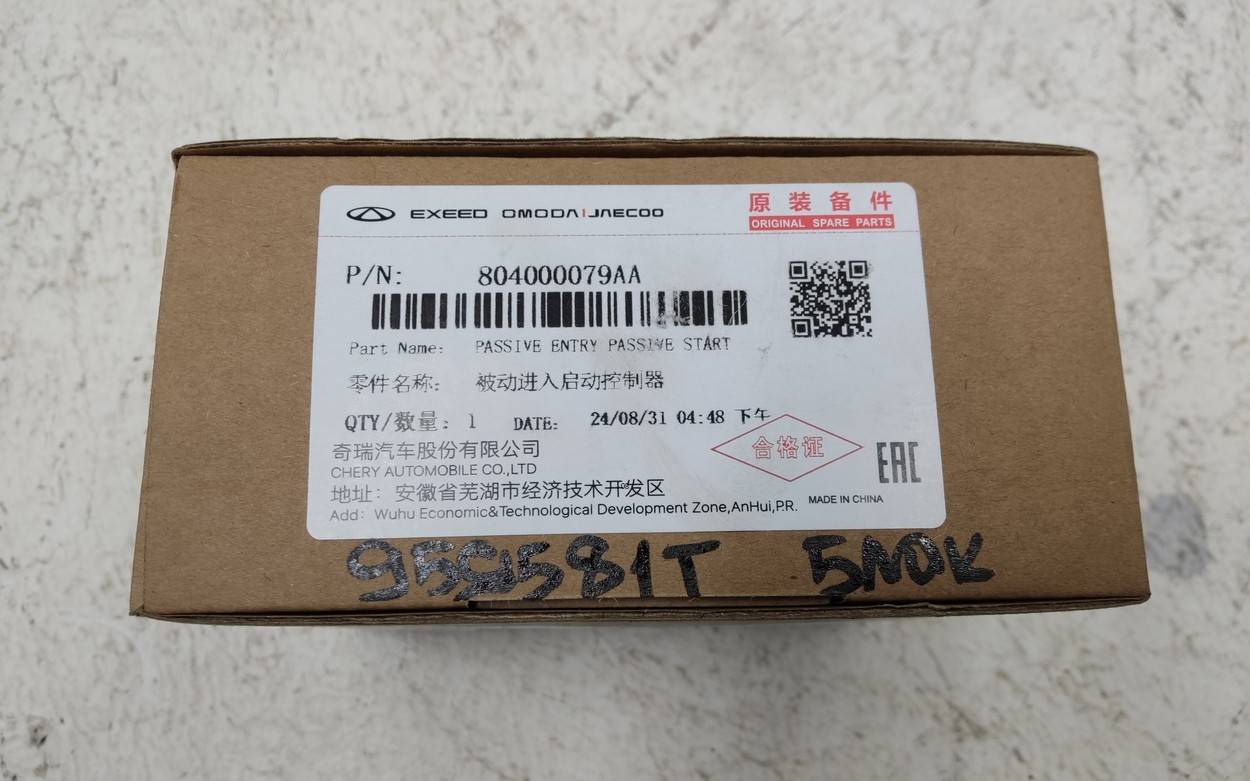 EXEED OMODA|JAECOO
原装备件
ORIGINAL SPARE PARTS
P/N: 804000079AA
Part Name: PASSIVE ENTRY PASSIVE START
零件名称: 被动进入启动控制器
QTY/数量: 1 DATE: 24/08/31 04:48 下午
奇瑞汽车股份有限公司
CHERY AUTOMOBILE CO.,LTD
合格证
EAC
地址: 安徽省芜湖市经济技术开发区
MADE IN CHINA
Add: Wuhu Economic&Technological Development Zone,AnHui,P.R.